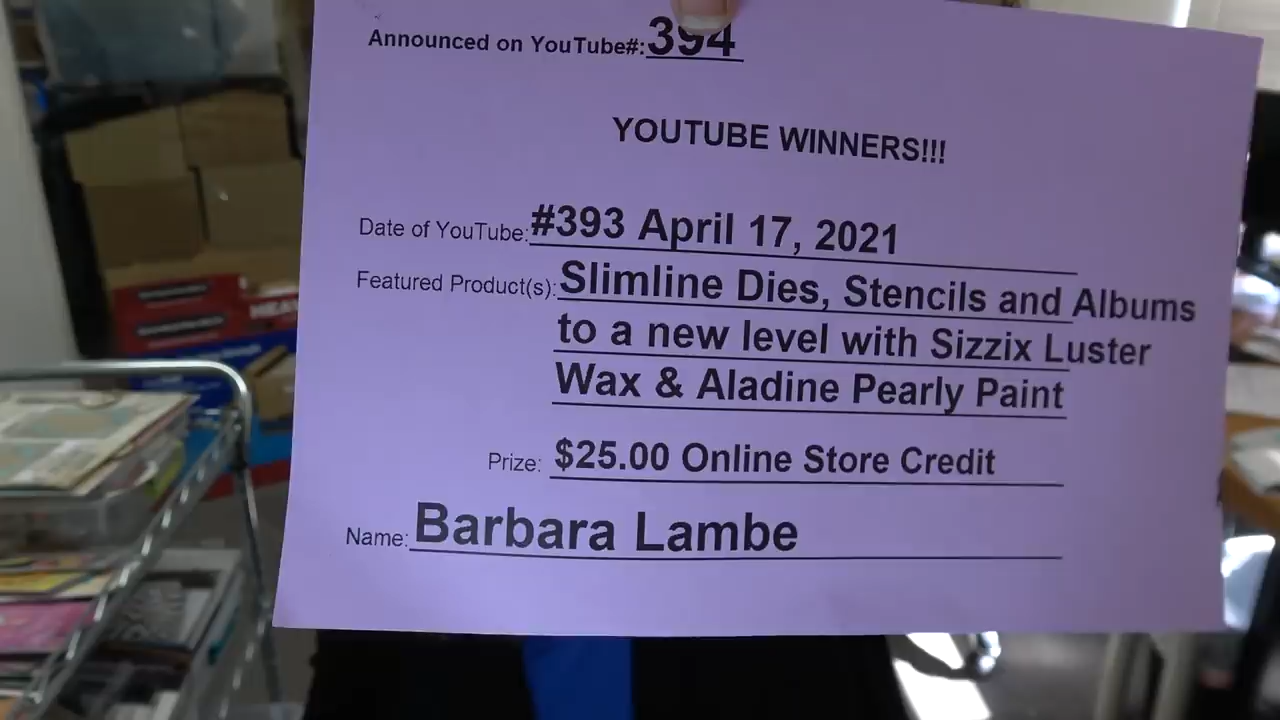 Announced on YouTube#: 394
YOUTUBE WINNERS!!!
Date of YouTube: #393 April 17, 2021
Featured Product(s): Slimline Dies, Stencils and Albums
to a new level with Sizzix Luster
Wax & Aladine Pearly Paint
Prize: $25.00 Online Store Credit
Name: Barbara Lambe